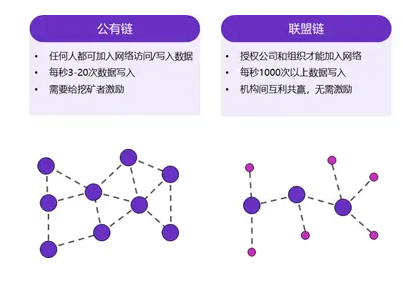 公有链
任何人都可加入网络访问/写入数据
每秒3-20次数据写入
需要给挖矿者激励
联盟链
授权公司和组织才能加入网络
每秒1000次以上数据写入
机构间互利共赢，无需激励